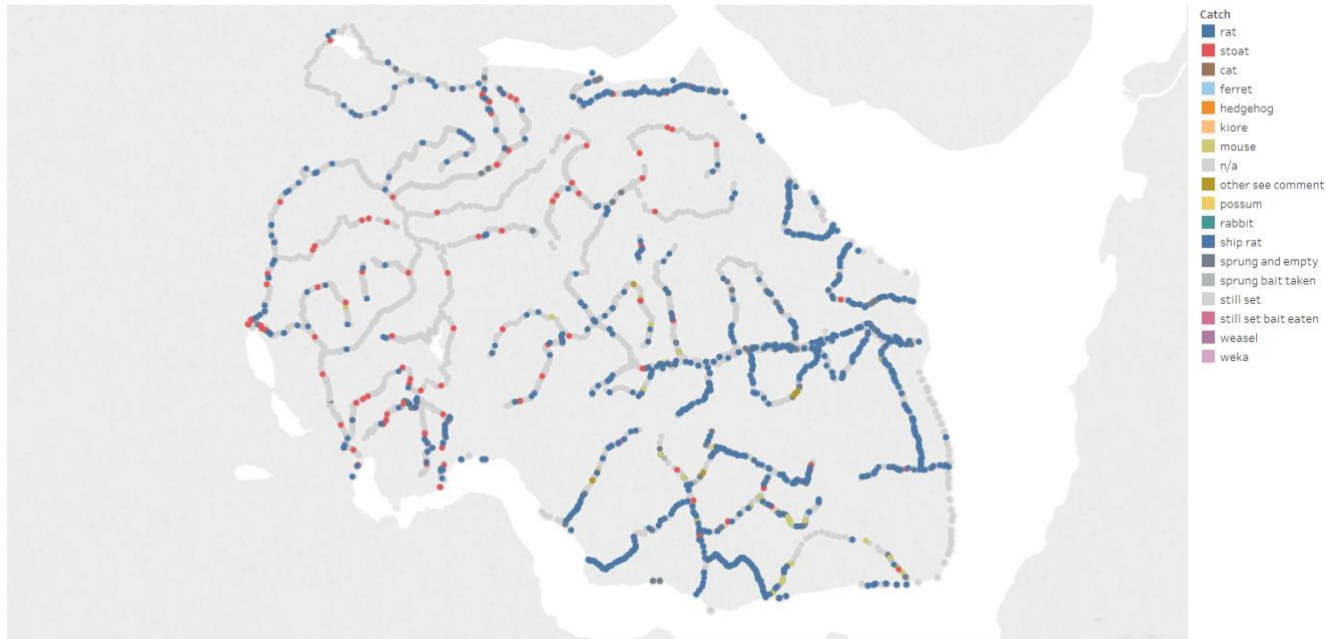 Catch
rat
stoat
cat
ferret
hedgehog
kiore
mouse
n/a
other see comment
possum
rabbit
ship rat
sprung and empty
sprung bait taken
still set
still set bait eaten
weasel
weka